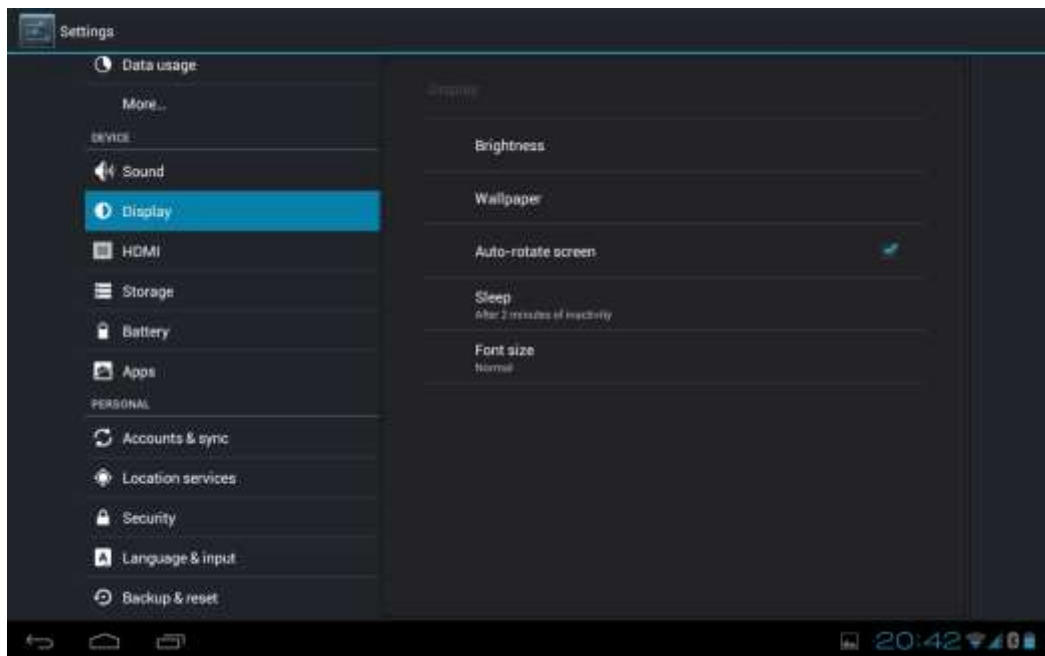 Settings
Data usage
More...
DEVICE
Sound
Display
HDMI
Storage
Battery
Apps
PERSONAL
Accounts & sync
Location services
Security
Language & input
Backup & reset
Display
Brightness
Wallpaper
Auto-rotate screen
Sleep
After 2 minutes of inactivity
Font size
Normal
20:42